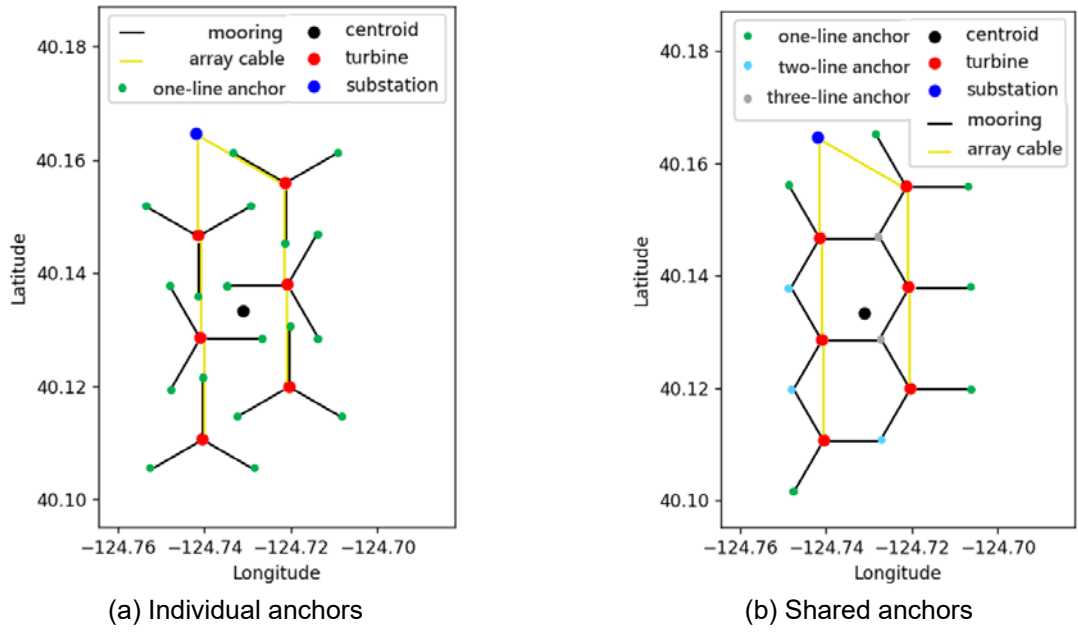 mooring
array cable
one-line anchor
centroid
turbine
substation
40.18
40.16
40.14
40.12
40.10
Latitude
−124.76 −124.74 −124.72 −124.70
Longitude
(a) Individual anchors
one-line anchor
two-line anchor
three-line anchor
centroid
turbine
substation
mooring
array cable
40.18
40.16
40.14
40.12
40.10
Latitude
−124.76 −124.74 −124.72 −124.70
Longitude
(b) Shared anchors